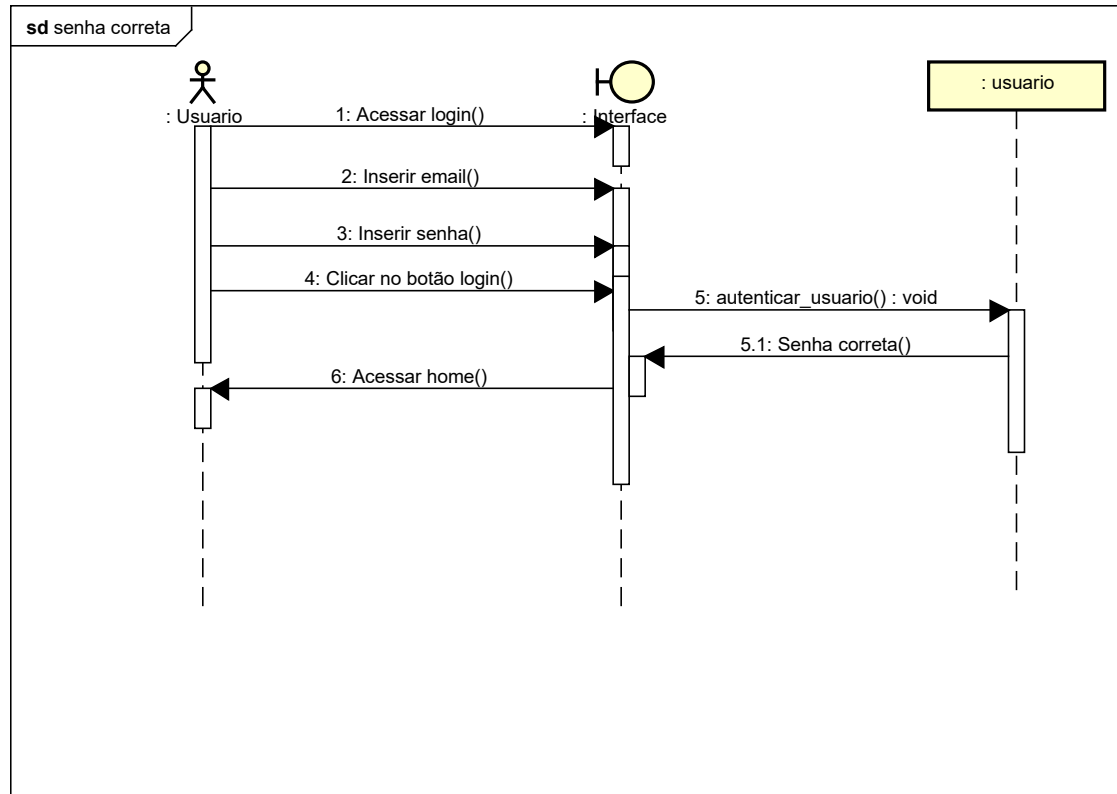 sd senha correta
: Usuario
: Interface
: usuario
1: Acessar login()
2: Inserir email()
3: Inserir senha()
4: Clicar no botão login()
5: autenticar_usuario() : void
5.1: Senha correta()
6: Acessar home()